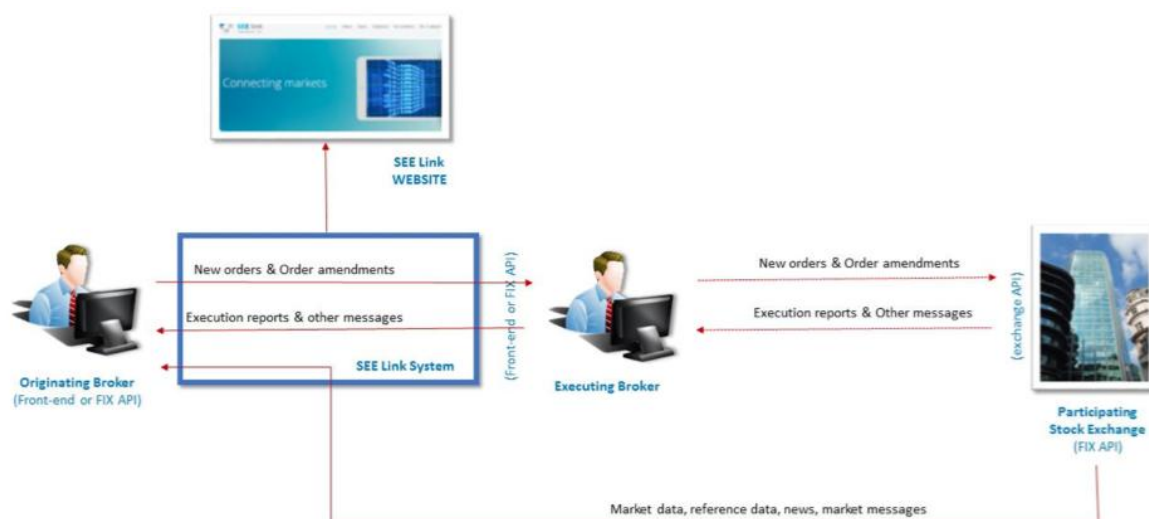 SEE Link
Connecting markets
SEE Link
WEBSITE
New orders & Order amendments
Execution reports & other messages
SEE Link System
(Front-end or FIX API)
New orders & Order amendments
Execution reports & Other messages
(exchange API)
Originating Broker
(Front-end or FIX API)
Executing Broker
Participating
Stock Exchange
(FIX API)
Market data, reference data, news, market messages